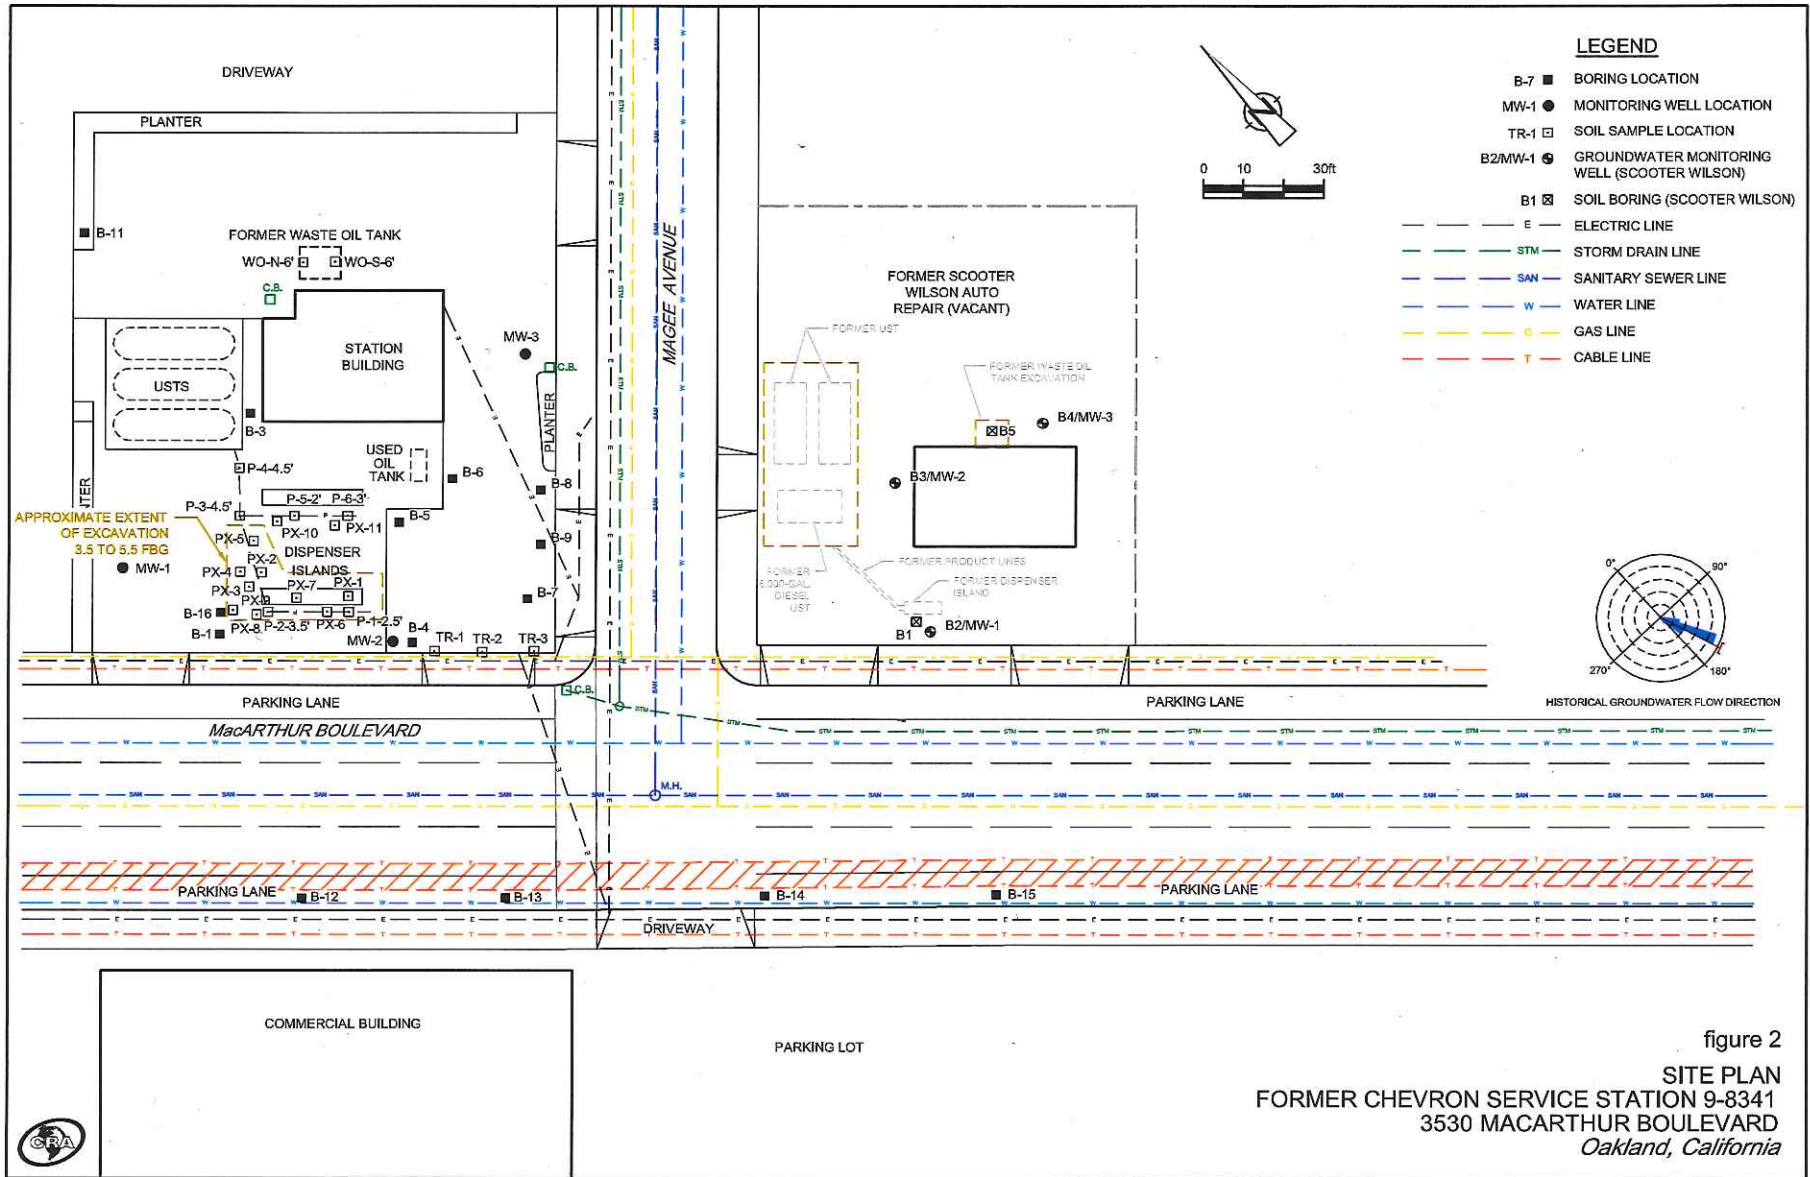 DRIVEWAY
PLANTER
B-11
FORMER WASTE OIL TANK
WO-N-6'
WO-S-6'
C.B.
STATION
BUILDING
USTS
B-3
MW-3
C.B.
PLANTER
USED
OIL
TANK
B-6
B-8
B-5
B-9
B-7
P-4-4.5'
P-5-2'
P-6-3'
P-3-4.5'
PX-10
PX-11
APPROXIMATE EXTENT
OF EXCAVATION
3.5 TO 5.5 FBG
PX-5
DISPENSER
ISLANDS
PX-2
PX-4
PX-7
PX-1
PX-3
PX-9
MW-1
B-16
B-1
PX-8
P-2-3.5'
PX-6
P-1-2.5'
MW-2
B-4
TR-1
TR-2
TR-3
MAGEE AVENUE
FORMER SCOOTER
WILSON AUTO
REPAIR (VACANT)
FORMER UST
FORMER WASTE OIL
TANK EXCAVATION
B5
B4/MW-3
B3/MW-2
FORMER PRODUCT LINES
FORMER
DIESEL
UST
FORMER DISPENSER
ISLAND
B1
B2/MW-1
0 10 30ft
LEGEND
B-7 BORING LOCATION
MW-1 MONITORING WELL LOCATION
TR-1 SOIL SAMPLE LOCATION
B2/MW-1 GROUNDWATER MONITORING
WELL (SCOOTER WILSON)
B1 SOIL BORING (SCOOTER WILSON)
E ELECTRIC LINE
STM STORM DRAIN LINE
SAN SANITARY SEWER LINE
W WATER LINE
G GAS LINE
T CABLE LINE
0°
90°
270°
180°
HISTORICAL GROUNDWATER FLOW DIRECTION
PARKING LANE
C.B.
PARKING LANE
MacARTHUR BOULEVARD
M.H.
PARKING LANE
B-12
B-13
B-14
B-15
PARKING LANE
DRIVEWAY
COMMERCIAL BUILDING
PARKING LOT
CRA
figure 2
SITE PLAN
FORMER CHEVRON SERVICE STATION 9-8341
3530 MACARTHUR BOULEVARD
Oakland, California